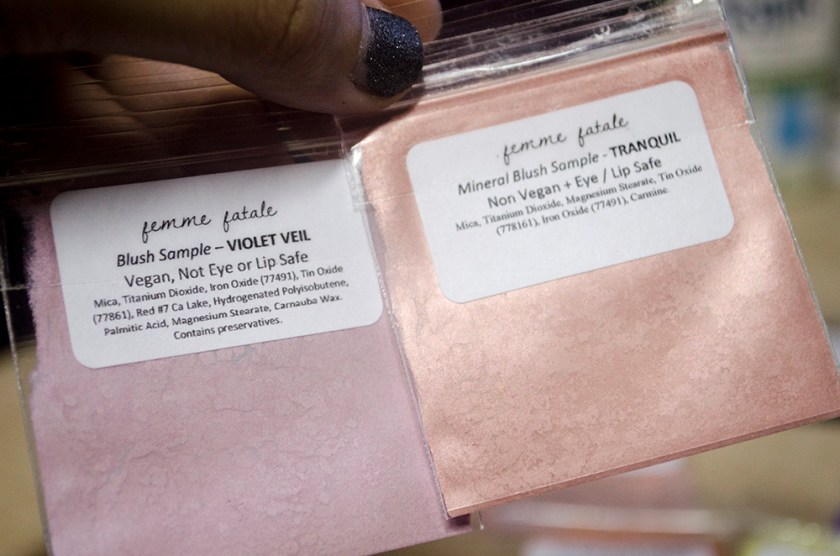 femme fatale
Blush Sample – VIOLET VEIL
Vegan, Not Eye or Lip Safe
Mica, Titanium Dioxide, Iron Oxide (77491), Tin Oxide
(77861), Red #7 Ca Lake, Hydrogenated Polyisobutene,
Palmitic Acid, Magnesium Stearate, Carnauba Wax.
Contains preservatives.
femme fatale
Mineral Blush Sample - TRANQUIL
Non Vegan + Eye / Lip Safe
Mica, Titanium Dioxide, Magnesium Stearate, Tin Oxide
(778161), Iron Oxide (77491), Carmine.